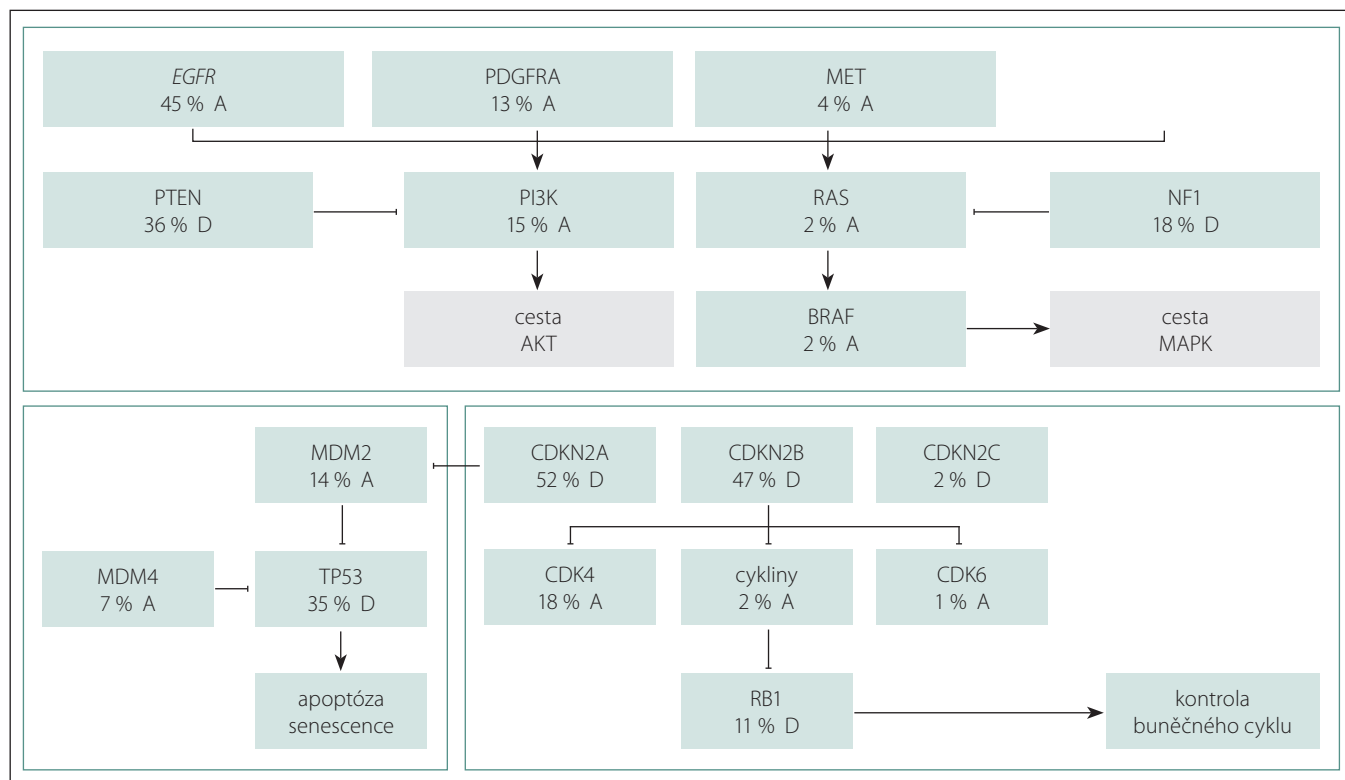 EGFR
45 % A
PDGFRA
13 % A
MET
4 % A
PTEN
36 % D
PI3K
15 % A
RAS
2 % A
NF1
18 % D
cesta
AKT
BRAF
2 % A
cesta
MAPK
MDM2
14 % A
MDM4
7 % A
TP53
35 % D
apoptóza
senescence
CDKN2A
52 % D
CDKN2B
47 % D
CDKN2C
2 % D
CDK4
18 % A
cykliny
2 % A
CDK6
1 % A
RB1
11 % D
kontrola
buněčného cyklu